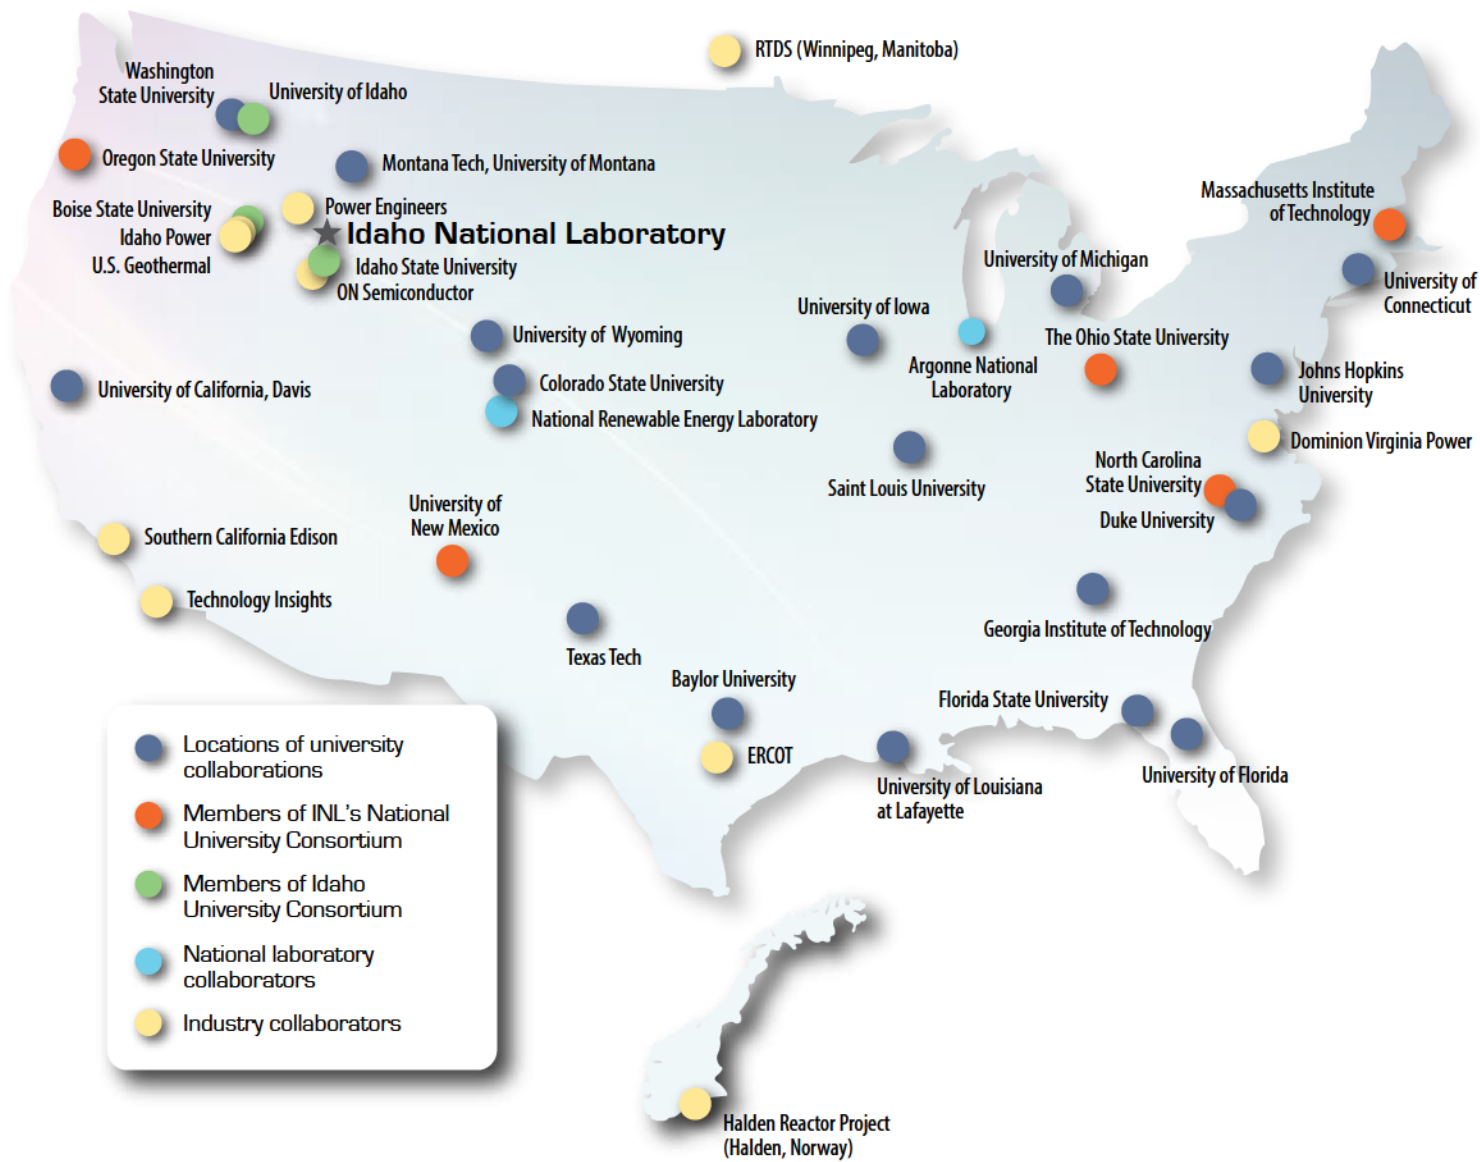 RTDS (Winnipeg, Manitoba)
Washington
State University
University of Idaho
Oregon State University
Montana Tech, University of Montana
Boise State University
Idaho Power
U.S. Geothermal
Power Engineers
Idaho National Laboratory
Idaho State University
ON Semiconductor
Massachusetts Institute
of Technology
University of
Connecticut
University of Michigan
University of Iowa
Argonne National
Laboratory
The Ohio State University
Johns Hopkins
University
University of Wyoming
Colorado State University
National Renewable Energy Laboratory
University of California, Davis
Dominion Virginia Power
North Carolina
State University
Duke University
Saint Louis University
University of
New Mexico
Southern California Edison
Technology Insights
Texas Tech
Georgia Institute of Technology
Baylor University
ERCOT
Florida State University
University of Florida
University of Louisiana
at Lafayette
Locations of university
collaborations
Members of INL's National
University Consortium
Members of Idaho
University Consortium
National laboratory
collaborators
Industry collaborators
Halden Reactor Project
(Halden, Norway)